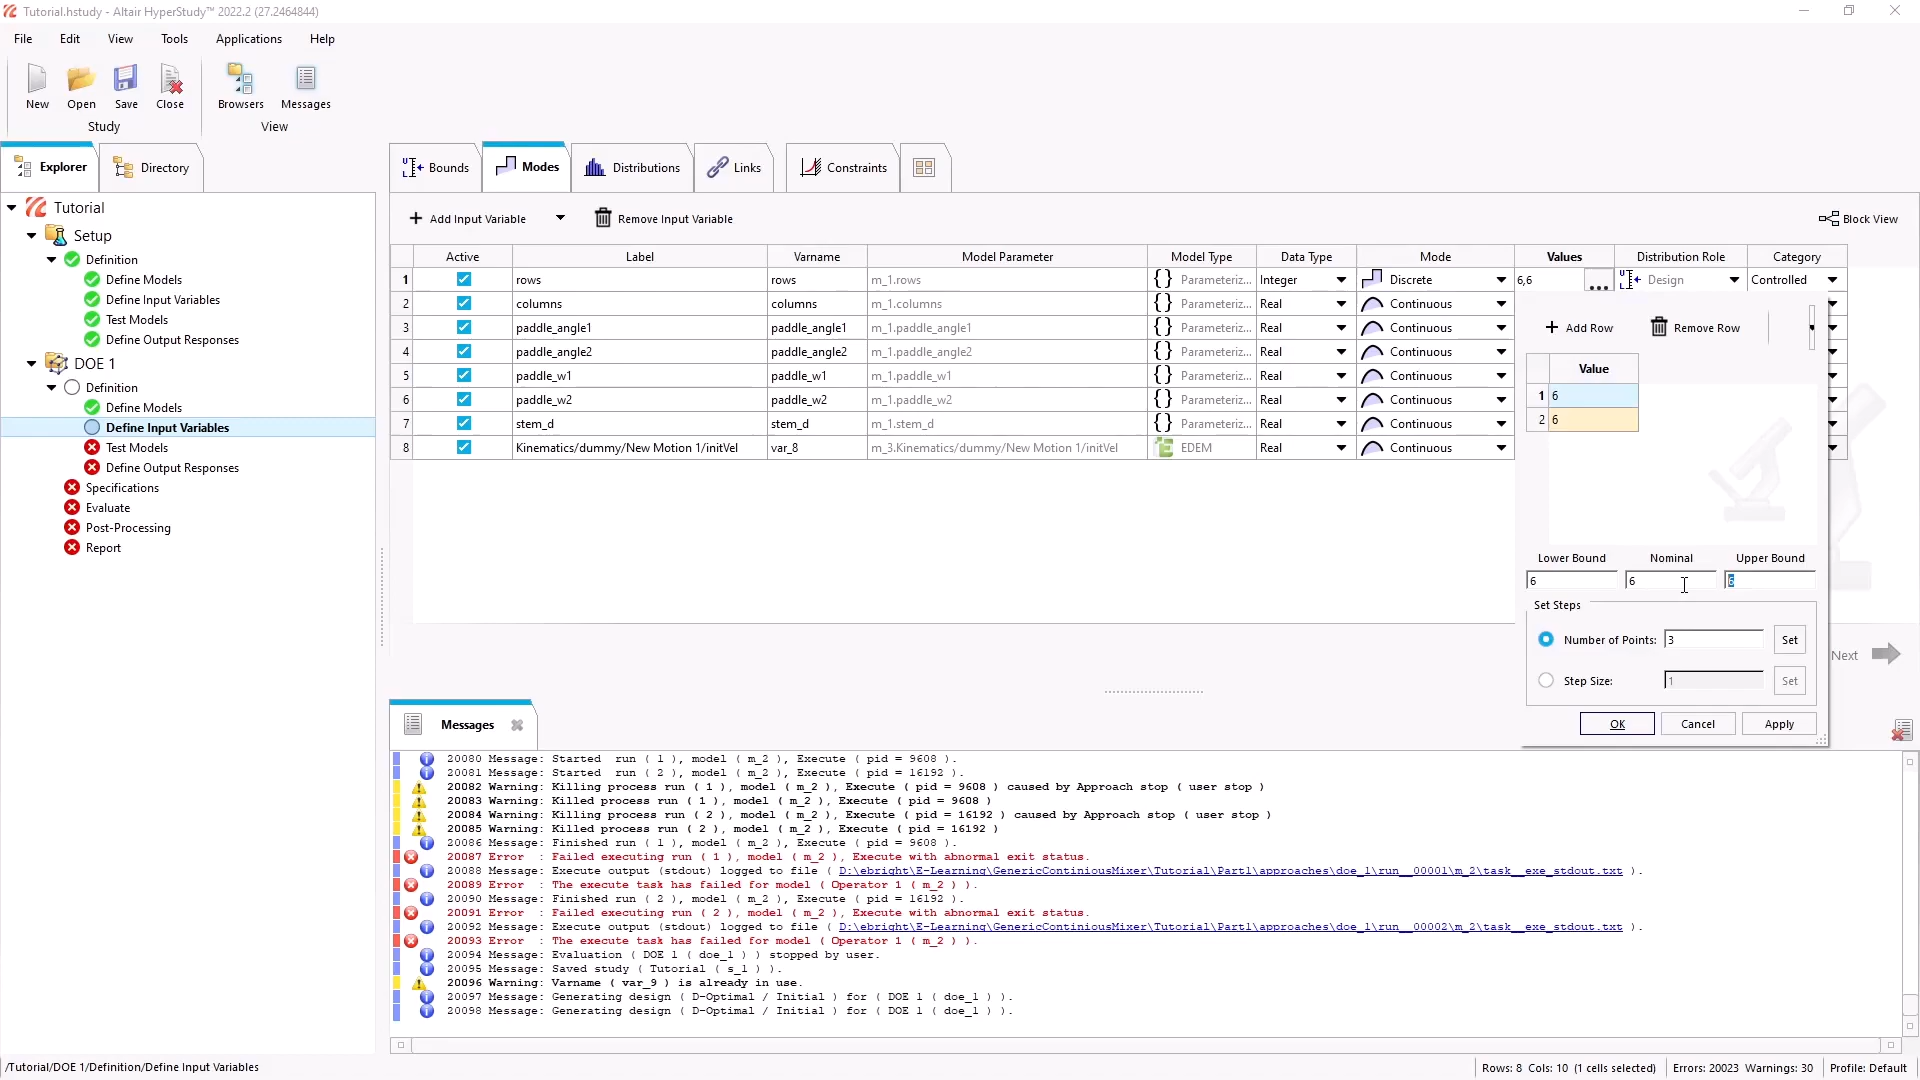 Tutorial.hstudy - Altair HyperStudy™ 2022.2 (27.2464844)
File Edit View Tools Applications Help
New Open Save Close Browsers Messages
Study View
Explorer Directory
Bounds Modes Distributions Links Constraints
Tutorial
Setup
Definition
Define Models
Define Input Variables
Test Models
Define Output Responses
DOE 1
Definition
Define Models
Define Input Variables
Test Models
Define Output Responses
Specifications
Evaluate
Post-Processing
Report
Add Input Variable Remove Input Variable Block View
Active Label Varname Model Parameter Model Type Data Type Mode Values Distribution Role Category
1 rows rows m_1.rows Parameteriz... Integer Discrete 6,6 ... Design Controlled
2 columns columns m_1.columns Parameteriz... Real Continuous
3 paddle_angle1 paddle_angle1 m_1.paddle_angle1 Parameteriz... Real Continuous
4 paddle_angle2 paddle_angle2 m_1.paddle_angle2 Parameteriz... Real Continuous
5 paddle_w1 paddle_w1 m_1.paddle_w1 Parameteriz... Real Continuous
6 paddle_w2 paddle_w2 m_1.paddle_w2 Parameteriz... Real Continuous
7 stem_d stem_d m_1.stem_d Parameteriz... Real Continuous
8 Kinematics/dummy/New Motion 1/initVel var_8 m_3.Kinematics/dummy/New Motion 1/initVel EDEM Real Continuous
Add Row Remove Row
Value
1 6
2 6
Lower Bound Nominal Upper Bound
6 6 6
Set Steps
Number of Points: 3 Set
Step Size: 1 Set
OK Cancel Apply
Next
Messages
20080 Message: Started run ( 1 ), model ( m_2 ), Execute ( pid = 9608 ).
20081 Message: Started run ( 2 ), model ( m_2 ), Execute ( pid = 16192 ).
20082 Warning: Killing process run ( 1 ), model ( m_2 ), Execute ( pid = 9608 ) caused by Approach stop ( user stop )
20083 Warning: Killed process run ( 1 ), model ( m_2 ), Execute ( pid = 9608 )
20084 Warning: Killing process run ( 2 ), model ( m_2 ), Execute ( pid = 16192 ) caused by Approach stop ( user stop )
20085 Warning: Killed process run ( 2 ), model ( m_2 ), Execute ( pid = 16192 )
20086 Message: Finished run ( 1 ), model ( m_2 ), Execute ( pid = 9608 ).
20087 Error : Failed executing run ( 1 ), model ( m_2 ), Execute with abnormal exit status.
20088 Message: Execute output (stdout) logged to file ( D:\ebright\E-Learning\GenericContiniousMixer\Tutorial\Part1\approaches\doe_1\run__00001\m_2\task__exe_stdout.txt ).
20089 Error : The execute task has failed for model ( Operator 1 ( m_2 ) ).
20090 Message: Finished run ( 2 ), model ( m_2 ), Execute ( pid = 16192 ).
20091 Error : Failed executing run ( 2 ), model ( m_2 ), Execute with abnormal exit status.
20092 Message: Execute output (stdout) logged to file ( D:\ebright\E-Learning\GenericContiniousMixer\Tutorial\Part1\approaches\doe_1\run__00002\m_2\task__exe_stdout.txt ).
20093 Error : The execute task has failed for model ( Operator 1 ( m_2 ) ).
20094 Message: Evaluation ( DOE 1 ( doe_1 ) ) stopped by user.
20095 Message: Saved study ( Tutorial ( s_1 ) ).
20096 Warning: Varname ( var_9 ) is already in use.
20097 Message: Generating design ( D-Optimal / Initial ) for ( DOE 1 ( doe_1 ) ).
20098 Message: Generating design ( D-Optimal / Initial ) for ( DOE 1 ( doe_1 ) ).
/Tutorial/DOE 1/Definition/Define Input Variables Rows: 8 Cols: 10 (1 cells selected) Errors: 20023 Warnings: 30 Profile: Default